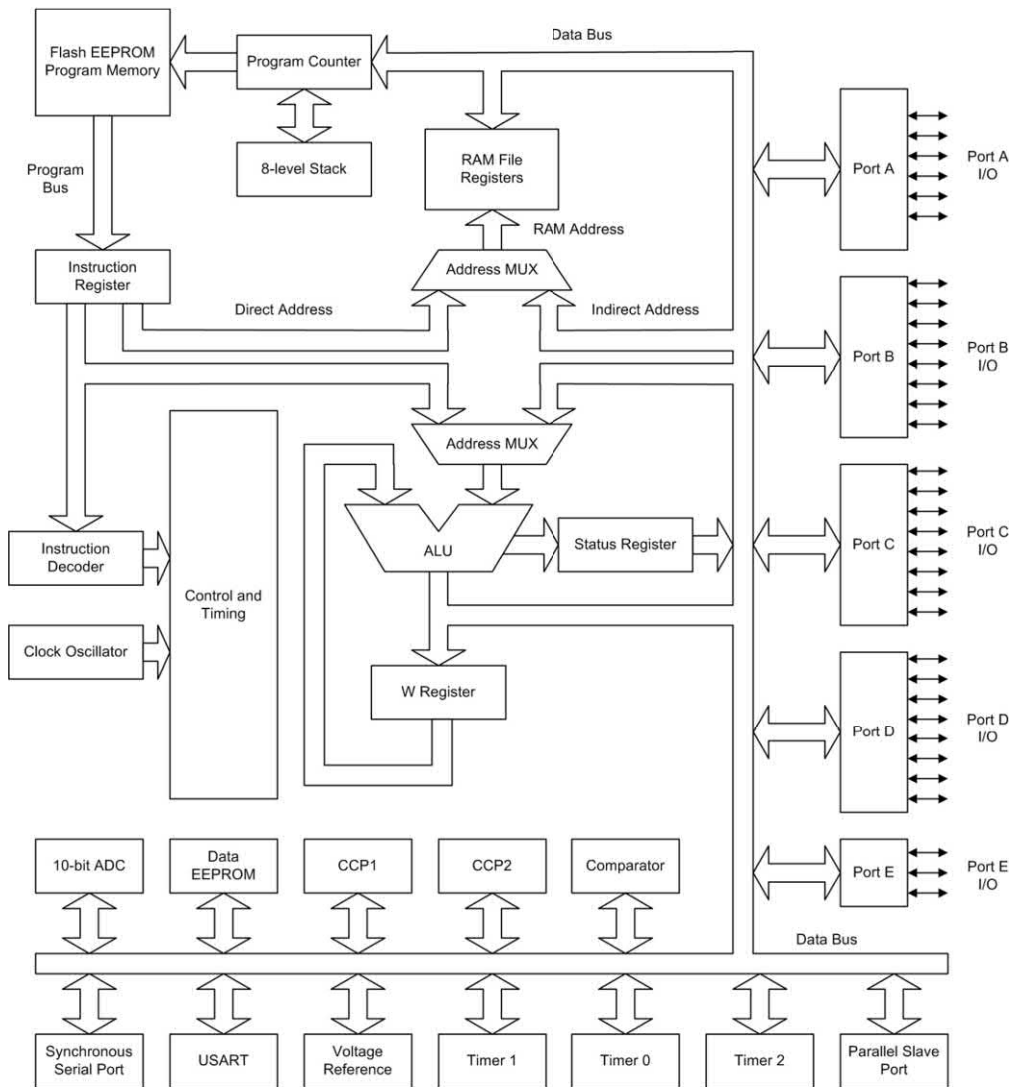 Data Bus
Flash EEPROM
Program Memory
Program Counter
8-level Stack
RAM File
Registers
Program
Bus
RAM Address
Instruction
Register
Address MUX
Direct Address
Indirect Address
Address MUX
ALU
Status Register
Instruction
Decoder
Control and
Timing
Clock Oscillator
W Register
Port A
Port A
I/O
Port B
Port B
I/O
Port C
Port C
I/O
Port D
Port D
I/O
Port E
Port E
I/O
10-bit ADC
Data
EEPROM
CCP1
CCP2
Comparator
Data Bus
Synchronous
Serial Port
USART
Voltage
Reference
Timer 1
Timer 0
Timer 2
Parallel Slave
Port